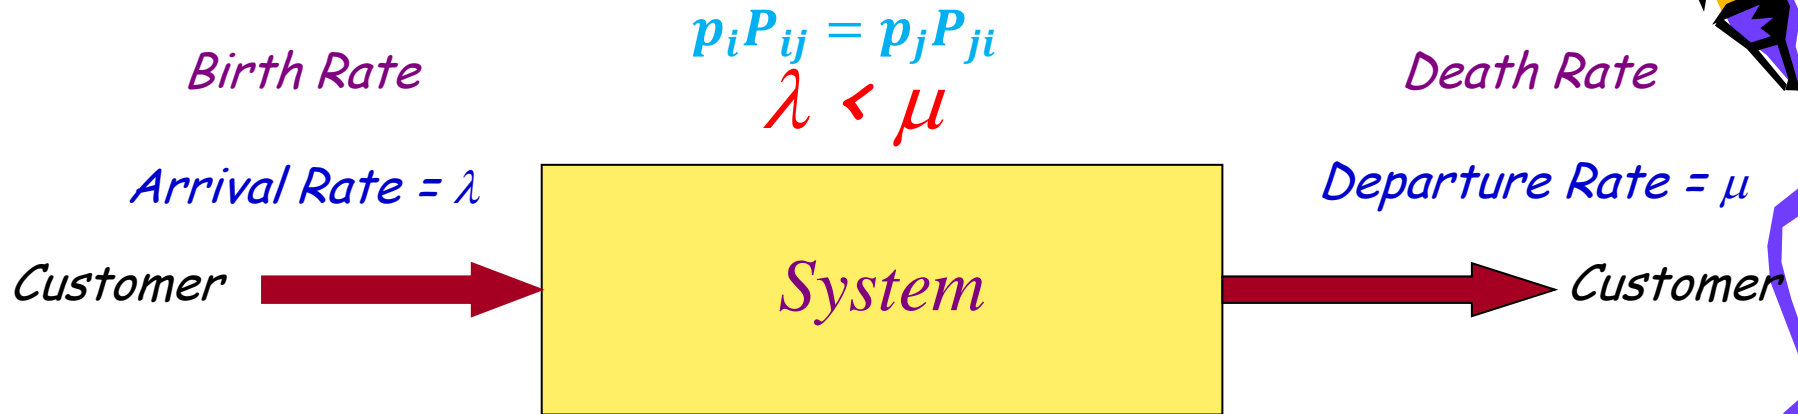 p_i P_ij = p_j P_ji
Birth Rate
λ < μ
Death Rate
Arrival Rate = λ
Departure Rate = μ
Customer
System
Customer